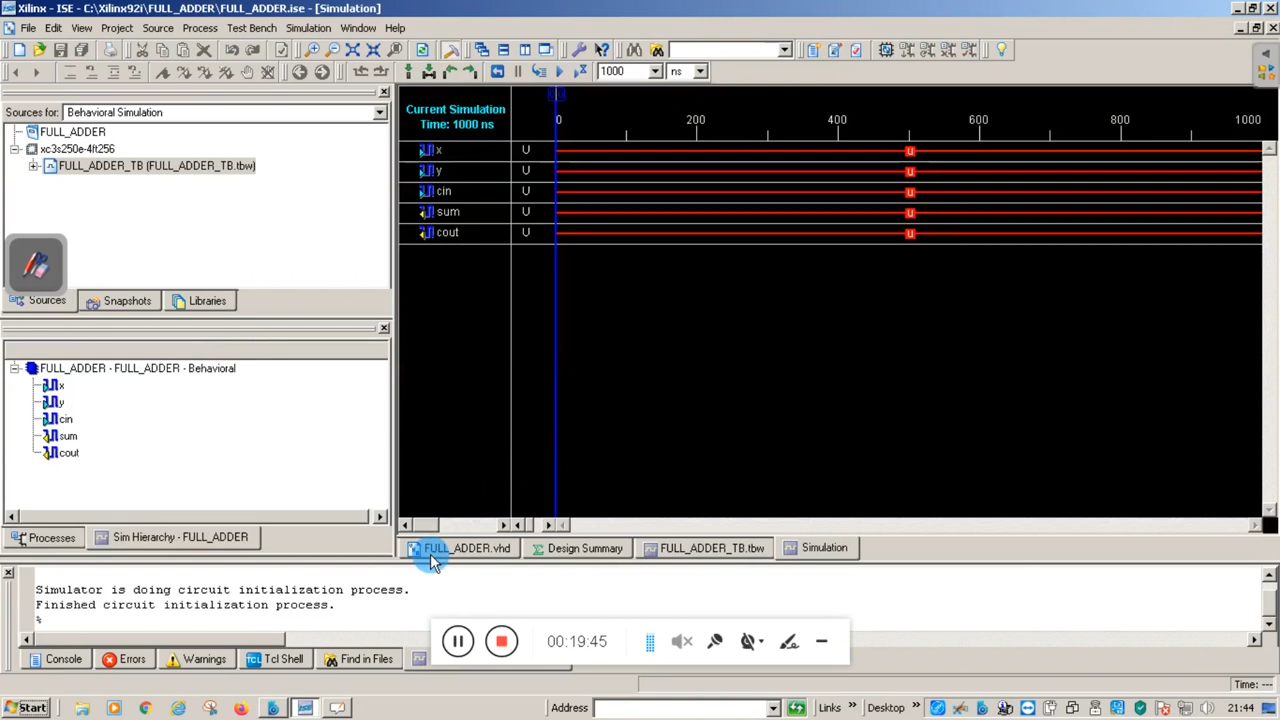 Xilinx - ISE - C:\Xilinx92i\FULL_ADDER\FULL_ADDER.ise - [Simulation]
File Edit View Project Source Process Test Bench Simulation Window Help
1000 ns
Sources for: Behavioral Simulation
FULL_ADDER
xc3s250e-4ft256
FULL_ADDER_TB (FULL_ADDER_TB.tbw)
Sources Snapshots Libraries
FULL_ADDER - FULL_ADDER - Behavioral
x
y
cin
sum
cout
Processes Sim Hierarchy - FULL_ADDER
Current Simulation
Time: 1000 ns
0 200 400 600 800 1000
x U U
y U U
cin U U
sum U U
cout U U
FULL_ADDER.vhd Design Summary FULL_ADDER_TB.tbw Simulation
Simulator is doing circuit initialization process.
Finished circuit initialization process.
%
00:19:45
Console Errors Warnings Tcl Shell Find in Files
Time: ---
Start Address Links » Desktop » 21:44